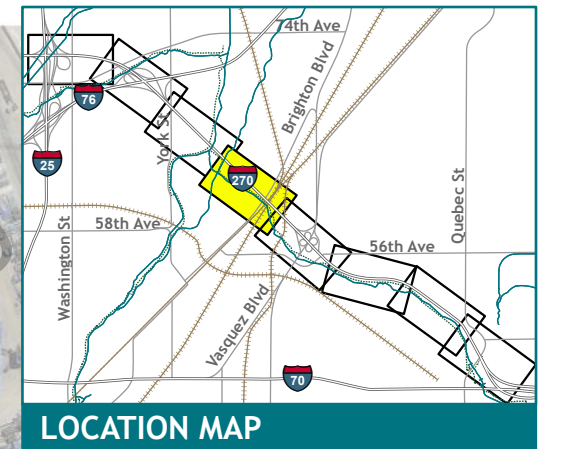 74th Ave
Brighton Blvd
76
York St
25
270
Quebec St
58th Ave
56th Ave
Washington St
Vasquez Blvd
70
LOCATION MAP